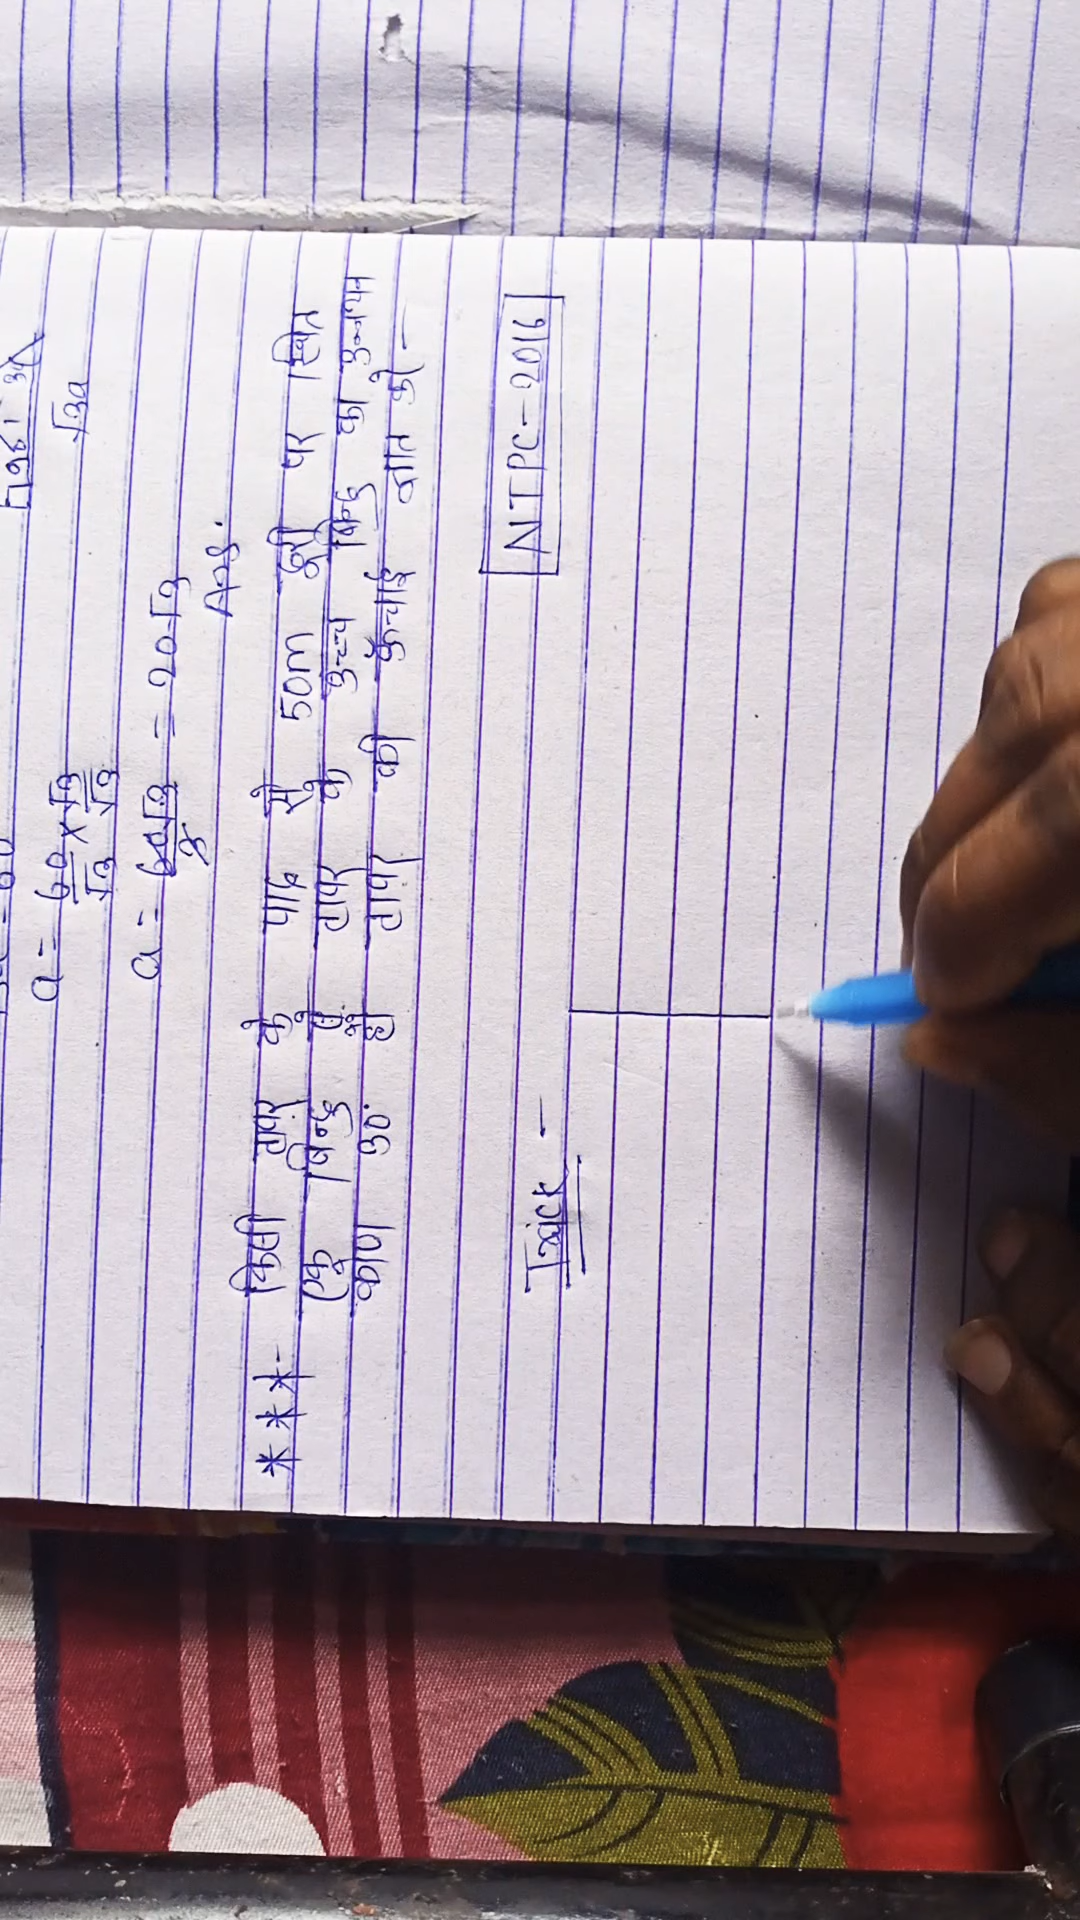 √3a
a = 60/√3 × √3/√3
a = 60√3/3 = 20√3
Ans.
***- किसी टावर के पाद से 50m दूरी पर स्थित
एक बिन्दु से टावर के उच्च बिन्दु का उन्नयन
कोण 30° है टावर की ऊँचाई ज्ञात करे -
NTPC-2016
Trick -